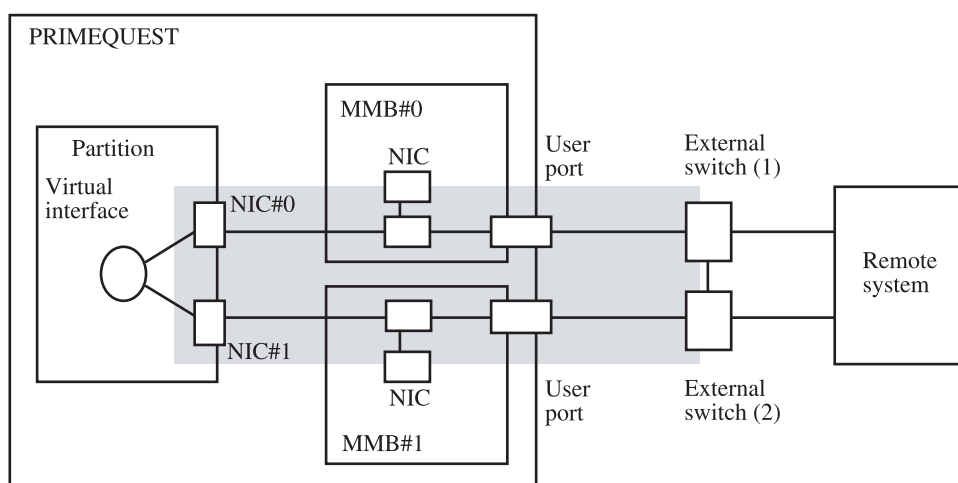 PRIMEQUEST
MMB#0
Partition
NIC
User
port
External
switch (1)
Virtual
interface
NIC#0
Remote
system
NIC#1
NIC
User
port
External
switch (2)
MMB#1